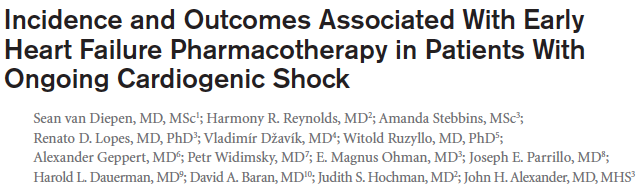 Incidence and Outcomes Associated With Early
Heart Failure Pharmacotherapy in Patients With
Ongoing Cardiogenic Shock
Sean van Diepen, MD, MSc¹; Harmony R. Reynolds, MD²; Amanda Stebbins, MSc³;
Renato D. Lopes, MD, PhD³; Vladimír Džavík, MD⁴; Witold Ruzyllo, MD, PhD⁵;
Alexander Geppert, MD⁶; Petr Widimsky, MD⁷; E. Magnus Ohman, MD³; Joseph E. Parrillo, MD⁸;
Harold L. Dauerman, MD⁹; David A. Baran, MD¹⁰; Judith S. Hochman, MD²; John H. Alexander, MD, MHS³